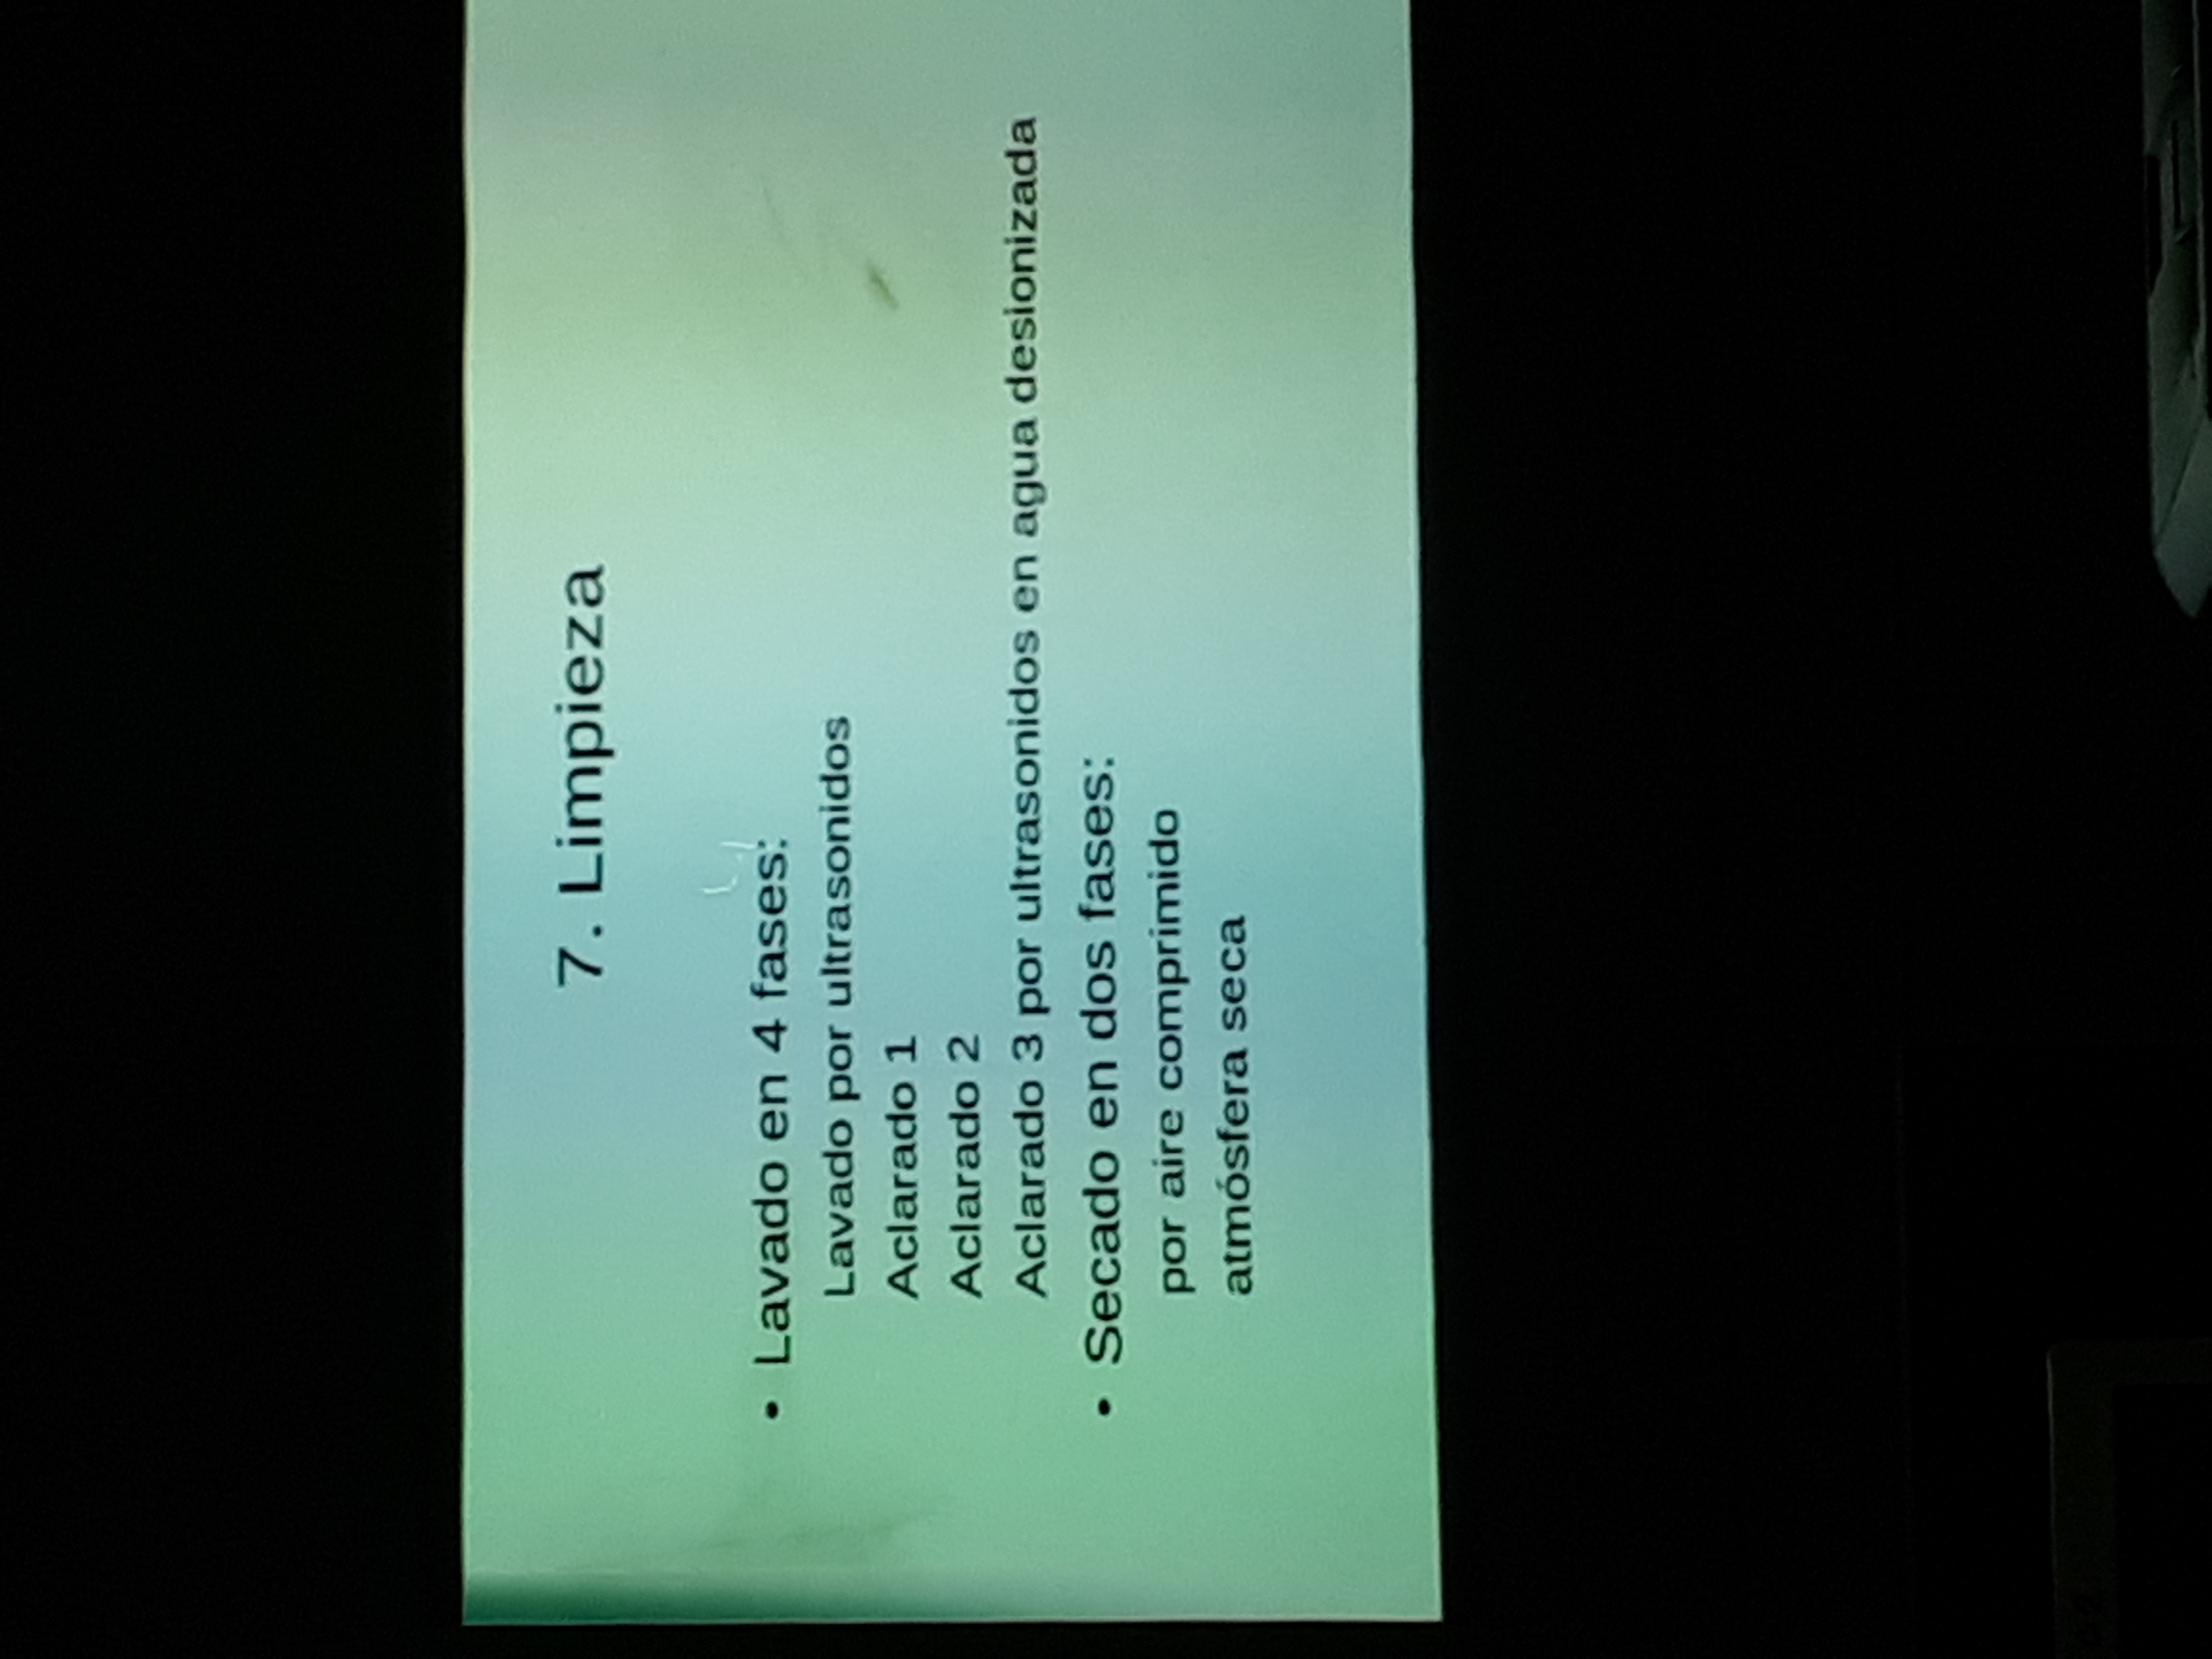 7. Limpieza
• Lavado en 4 fases:
Lavado por ultrasonidos
Aclarado 1
Aclarado 2
Aclarado 3 por ultrasonidos en agua desionizada
• Secado en dos fases:
por aire comprimido
atmósfera seca